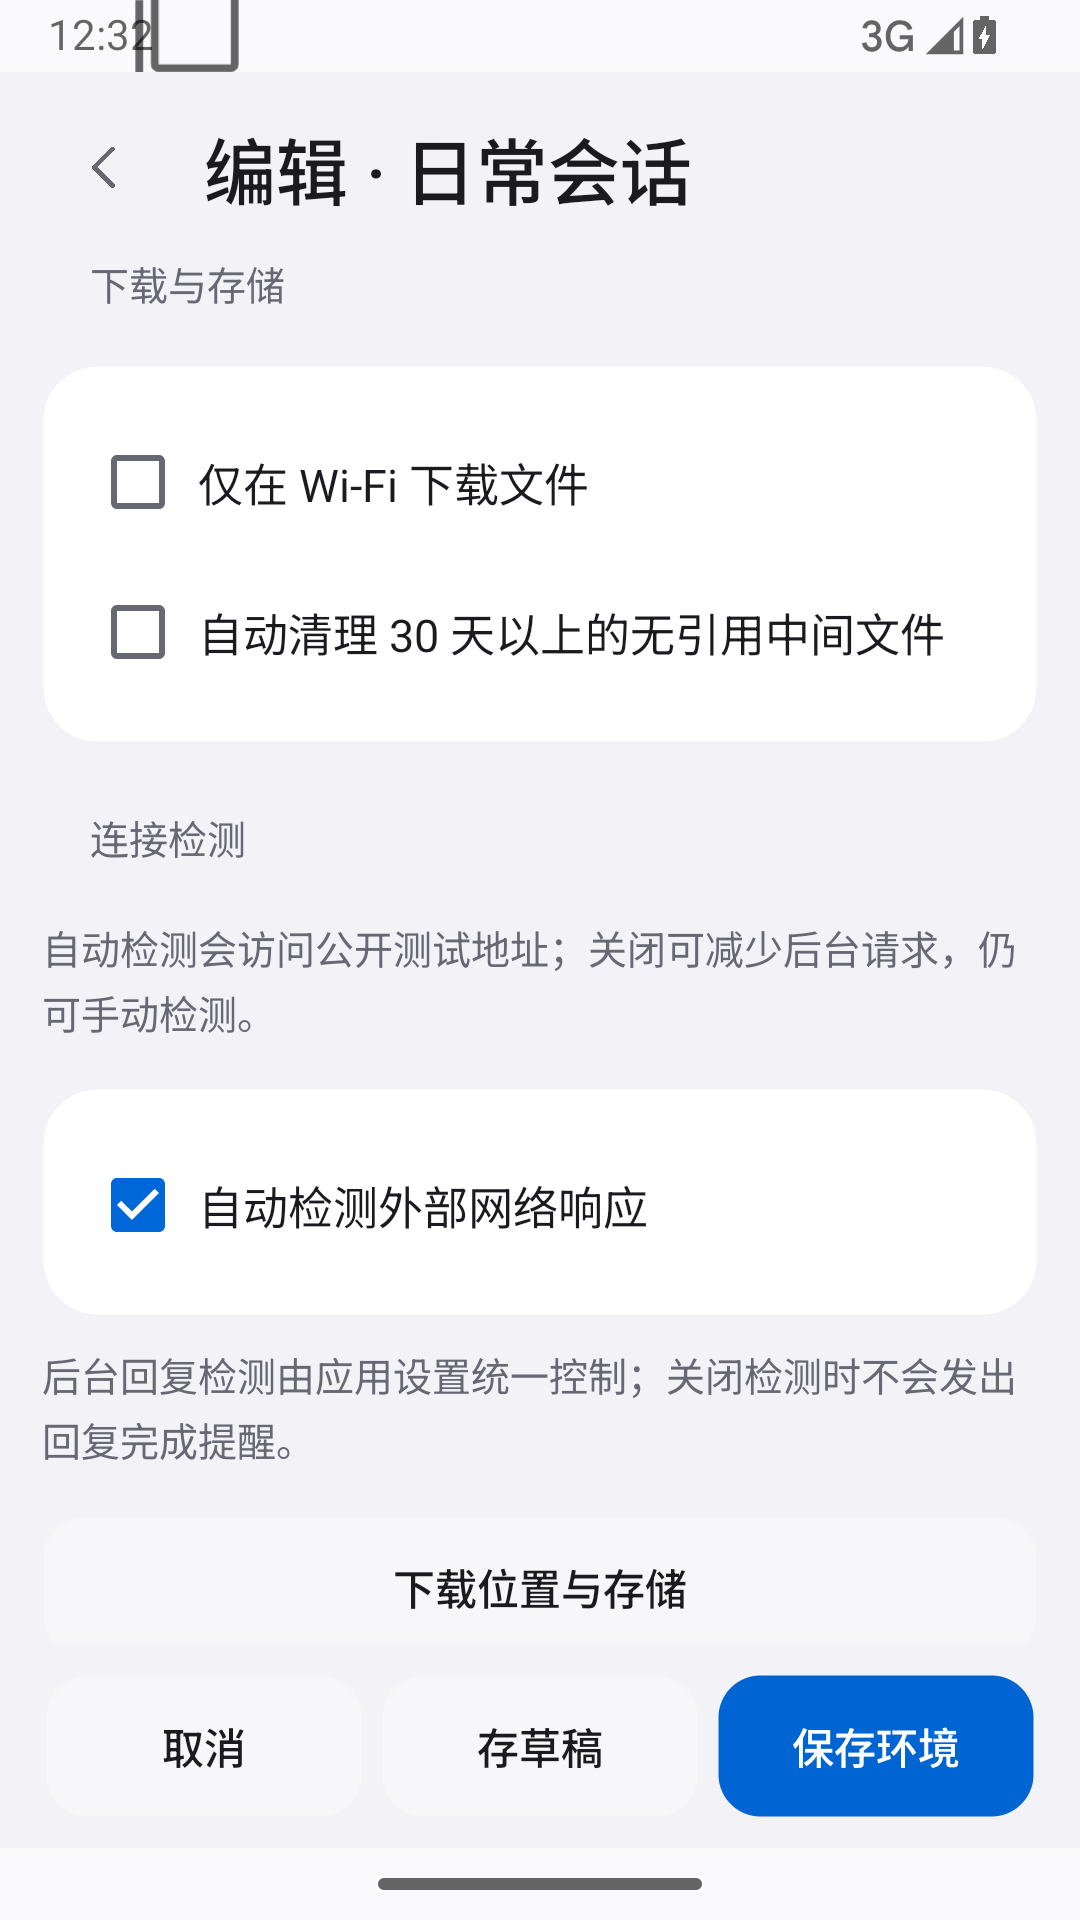 12:32
3G
编辑 · 日常会话
下载与存储
仅在 Wi-Fi 下载文件
自动清理 30 天以上的无引用中间文件
连接检测
自动检测会访问公开测试地址；关闭可减少后台请求，仍
可手动检测。
自动检测外部网络响应
后台回复检测由应用设置统一控制；关闭检测时不会发出
回复完成提醒。
下载位置与存储
取消
存草稿
保存环境